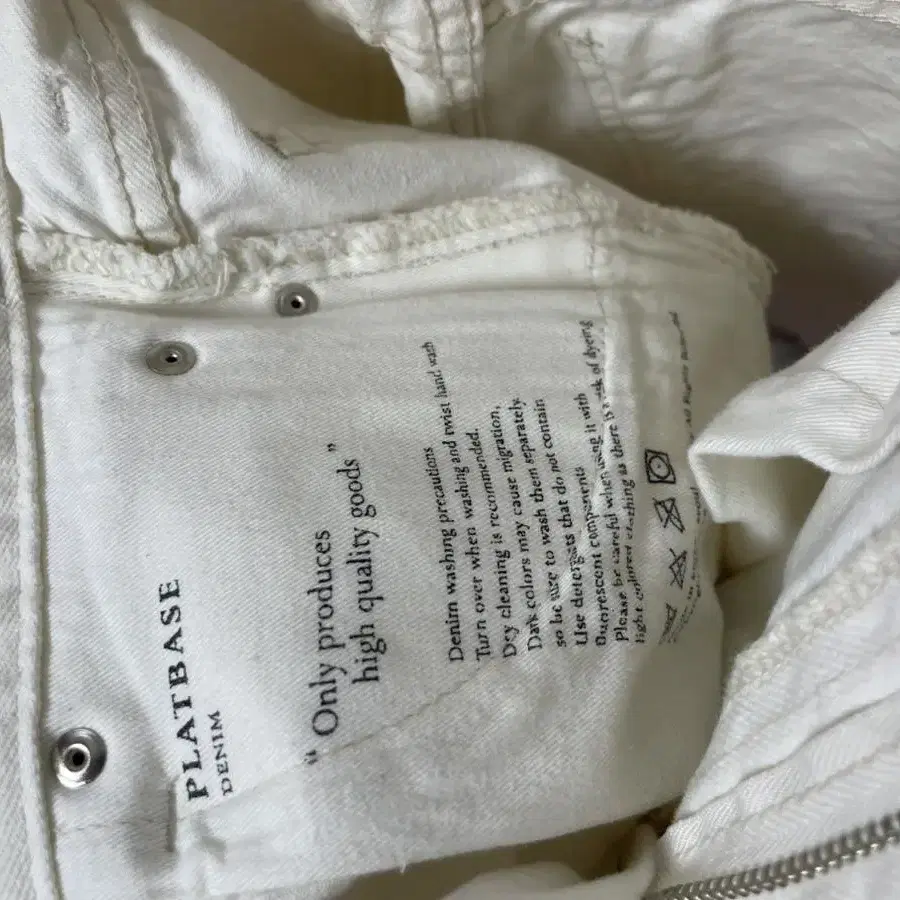 PLATBASE
DENIM
" Only produces
high quality goods "
Denim washing precautions
Turn over when washing and twist hand wash
Dry cleaning is recommended.
Dark colors may cause migration,
so be sure to wash them separately.
Use detergents that do not contain
fluorescent components
Please be careful when using it with
light colored clothing as there is a risk of dyeing
All Rights Reserved